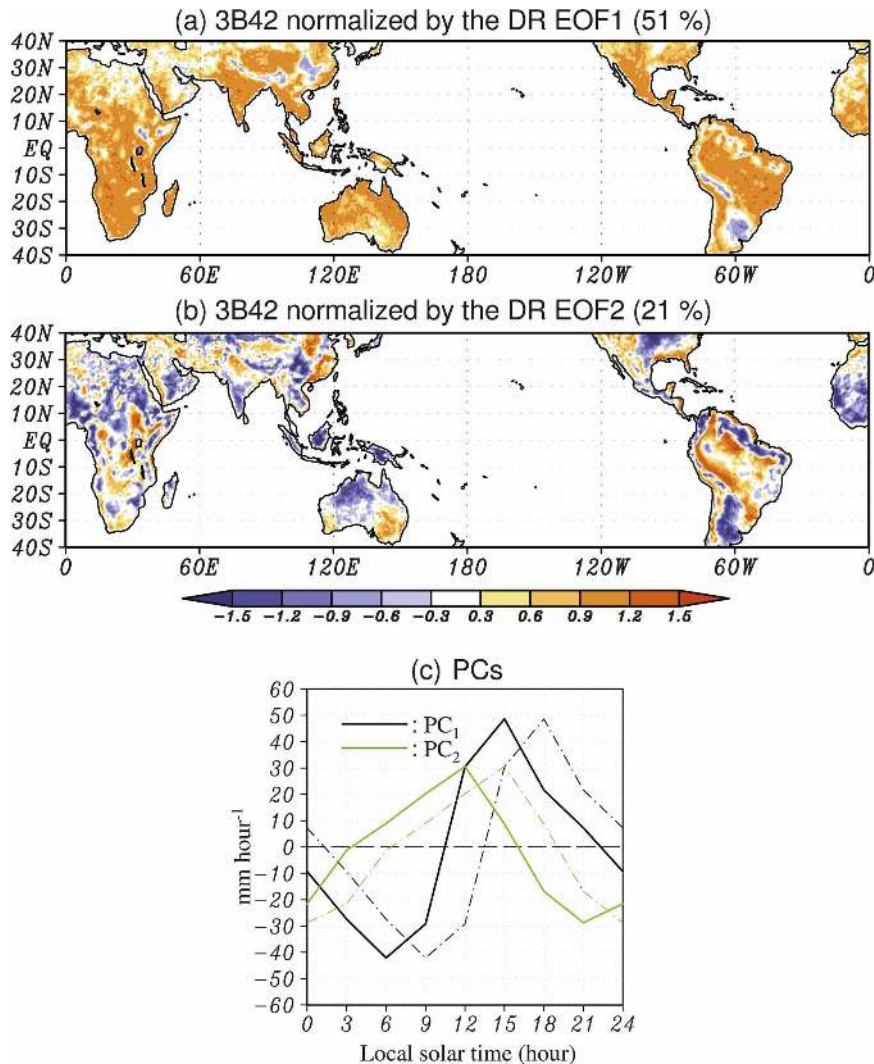 (a) 3B42 normalized by the DR EOF1 (51 %)
40N
30N
20N
10N
EQ
10S
20S
30S
40S
0 60E 120E 180 120W 60W 0
(b) 3B42 normalized by the DR EOF2 (21 %)
40N
30N
20N
10N
EQ
10S
20S
30S
40S
0 60E 120E 180 120W 60W 0
-1.5 -1.2 -0.9 -0.6 -0.3 0.3 0.6 0.9 1.2 1.5
(c) PCs
60
50
40
30
20
10
0
-10
-20
-30
-40
-50
-60
mm hour-1
: PC1
: PC2
0 3 6 9 12 15 18 21 24
Local solar time (hour)